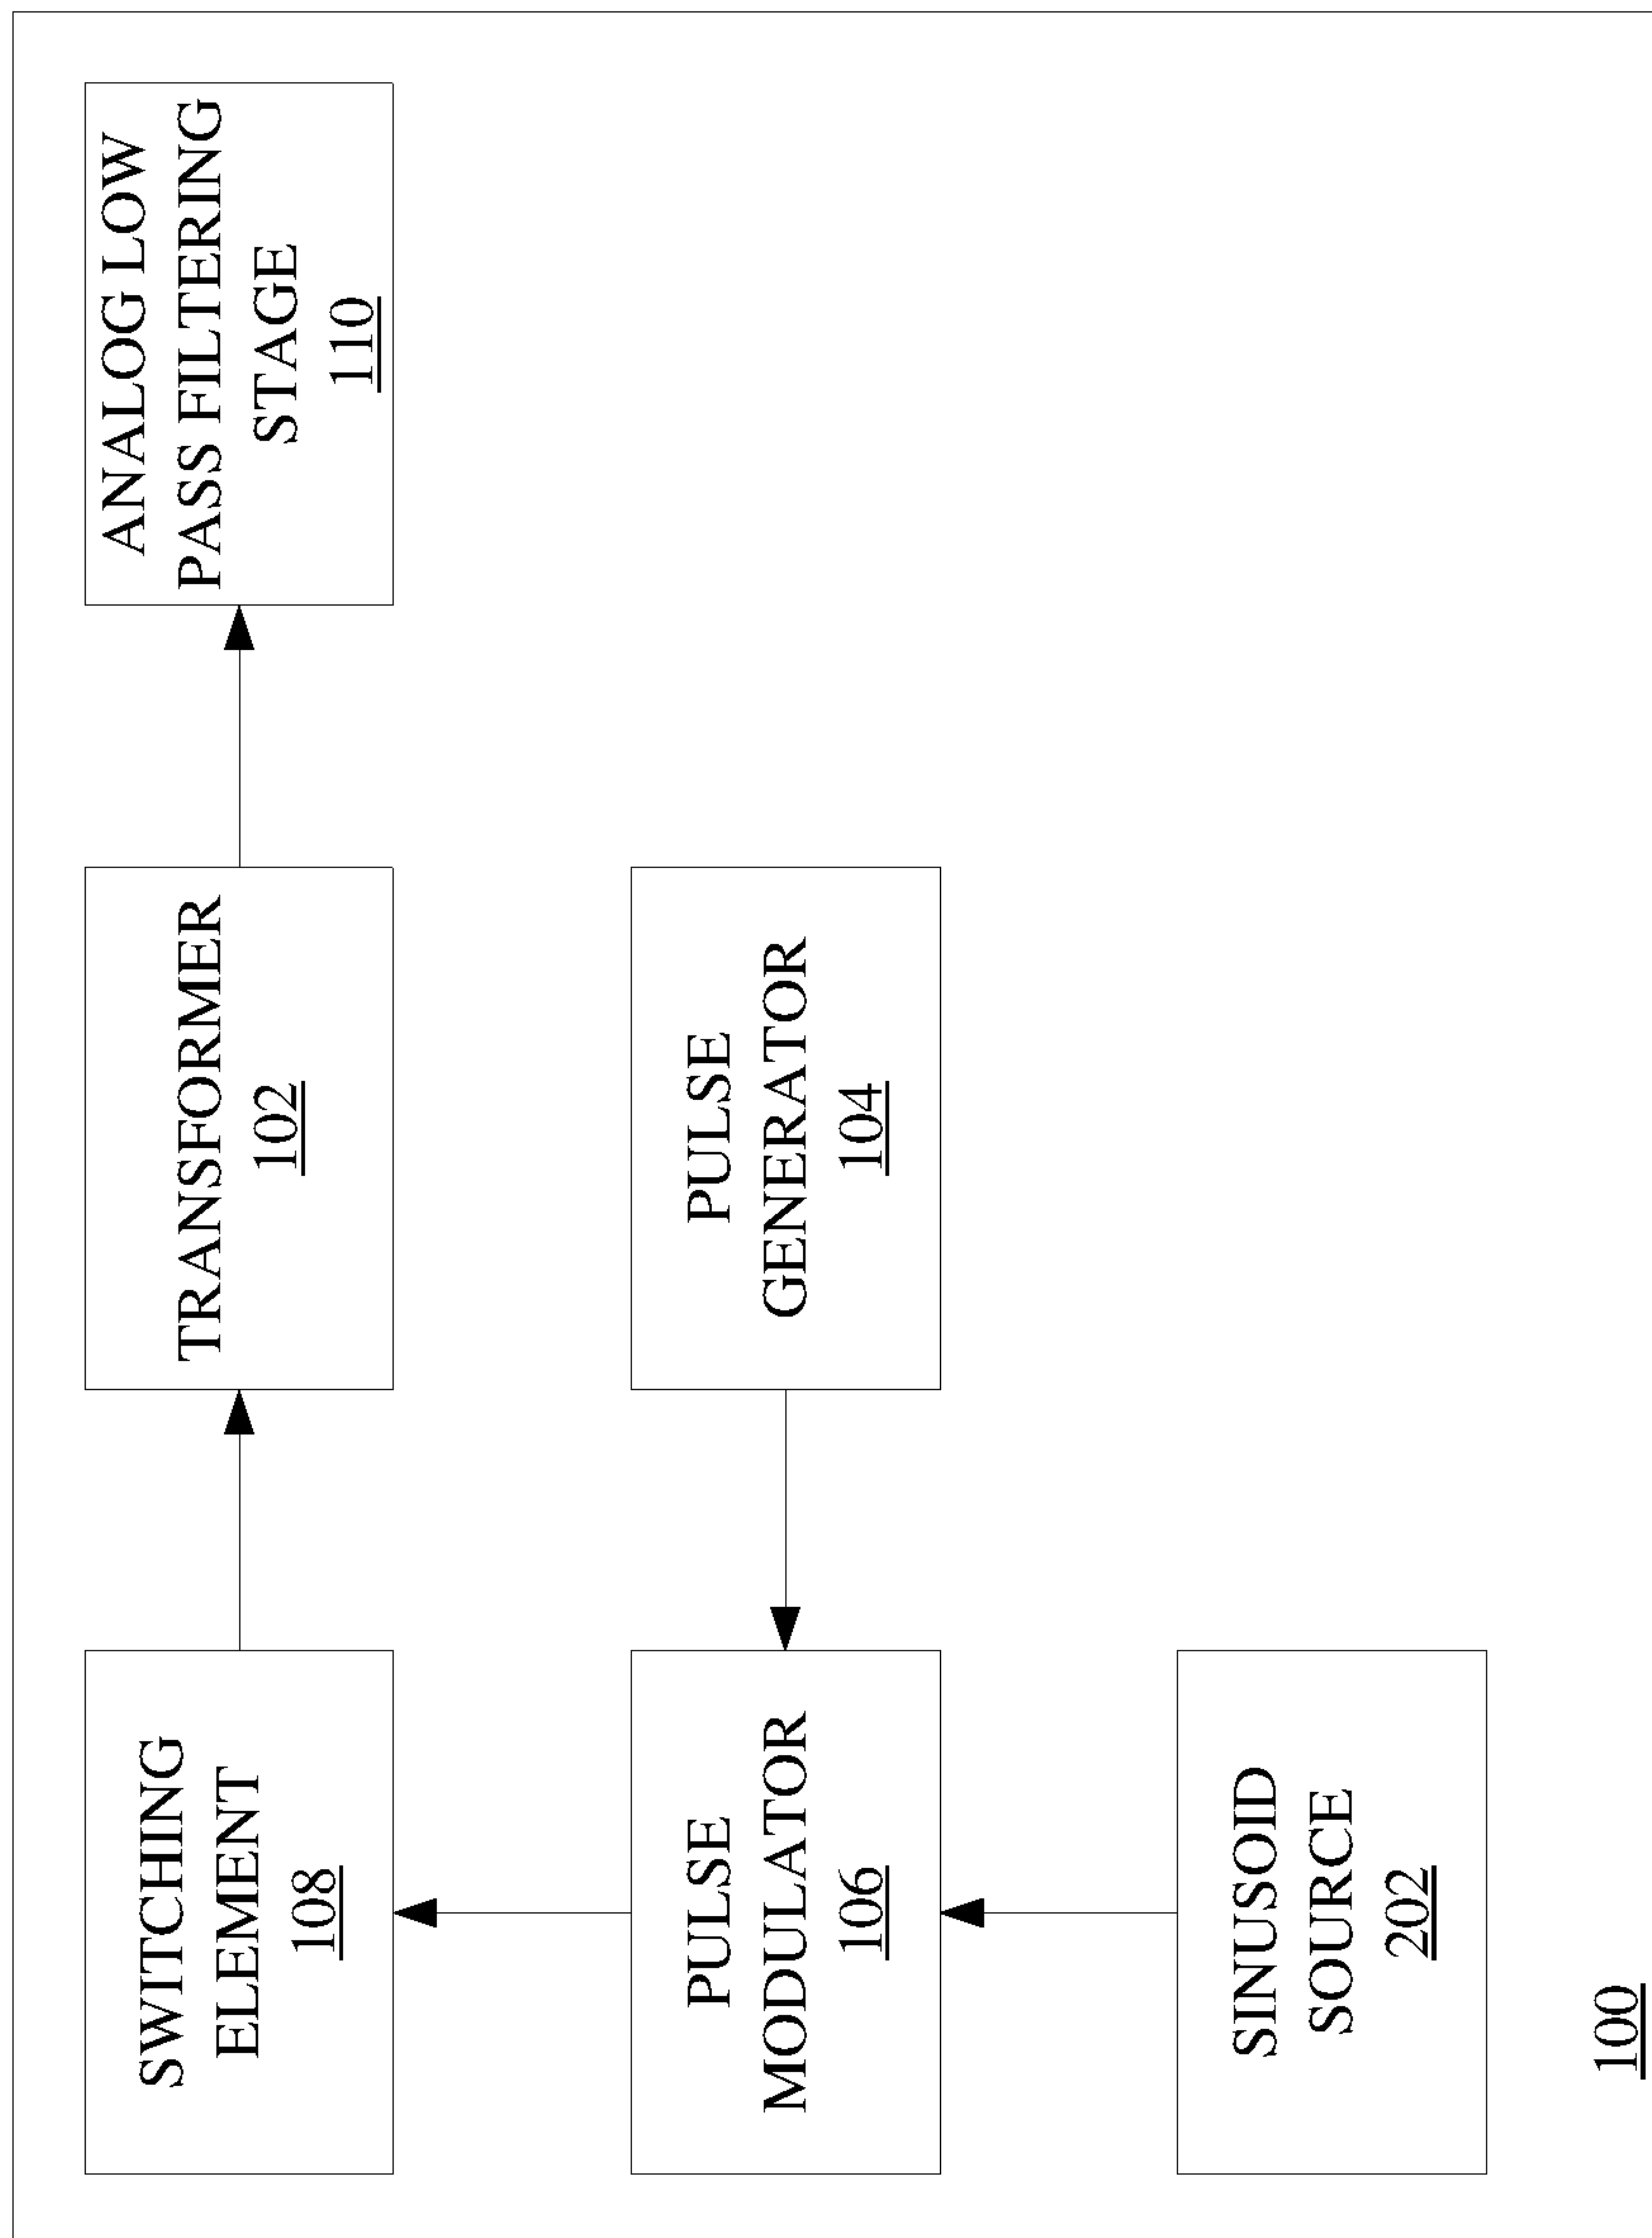 SWITCHING
ELEMENT
108
TRANSFORMER
102
ANALOG LOW
PASS FILTERING
STAGE
110
PULSE
MODULATOR
106
PULSE
GENERATOR
104
SINUSOID
SOURCE
202
100